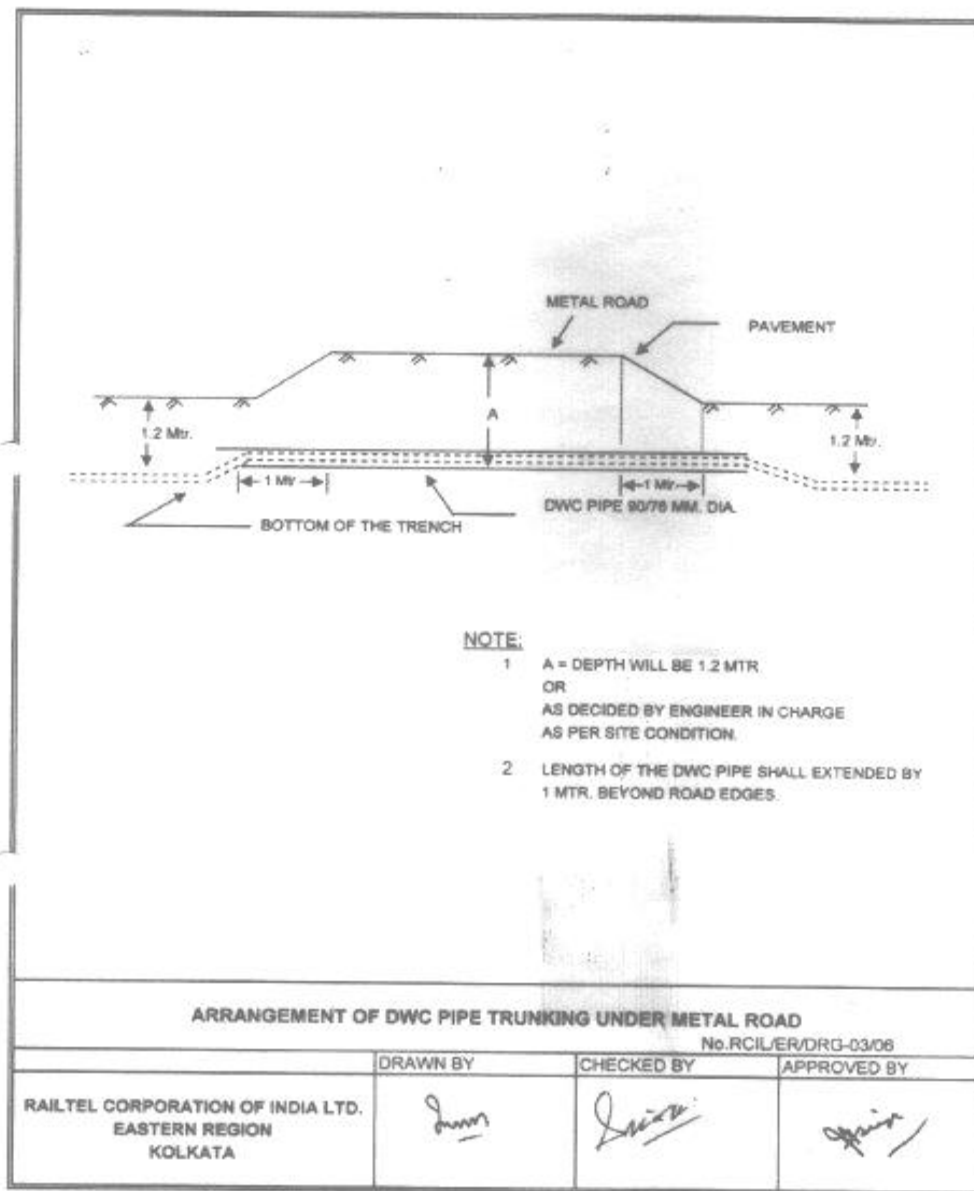 METAL ROAD
PAVEMENT
A
1.2 Mtr.
1.2 Mtr.
1 Mtr
1 Mtr.
DWC PIPE 90/76 MM. DIA.
BOTTOM OF THE TRENCH
NOTE:
1 A = DEPTH WILL BE 1.2 MTR
OR
AS DECIDED BY ENGINEER IN CHARGE
AS PER SITE CONDITION.
2 LENGTH OF THE DWC PIPE SHALL EXTENDED BY
1 MTR. BEYOND ROAD EDGES.
ARRANGEMENT OF DWC PIPE TRUNKING UNDER METAL ROAD
No.RCIL/ER/DRG-03/06
DRAWN BY CHECKED BY APPROVED BY
RAILTEL CORPORATION OF INDIA LTD.
EASTERN REGION
KOLKATA